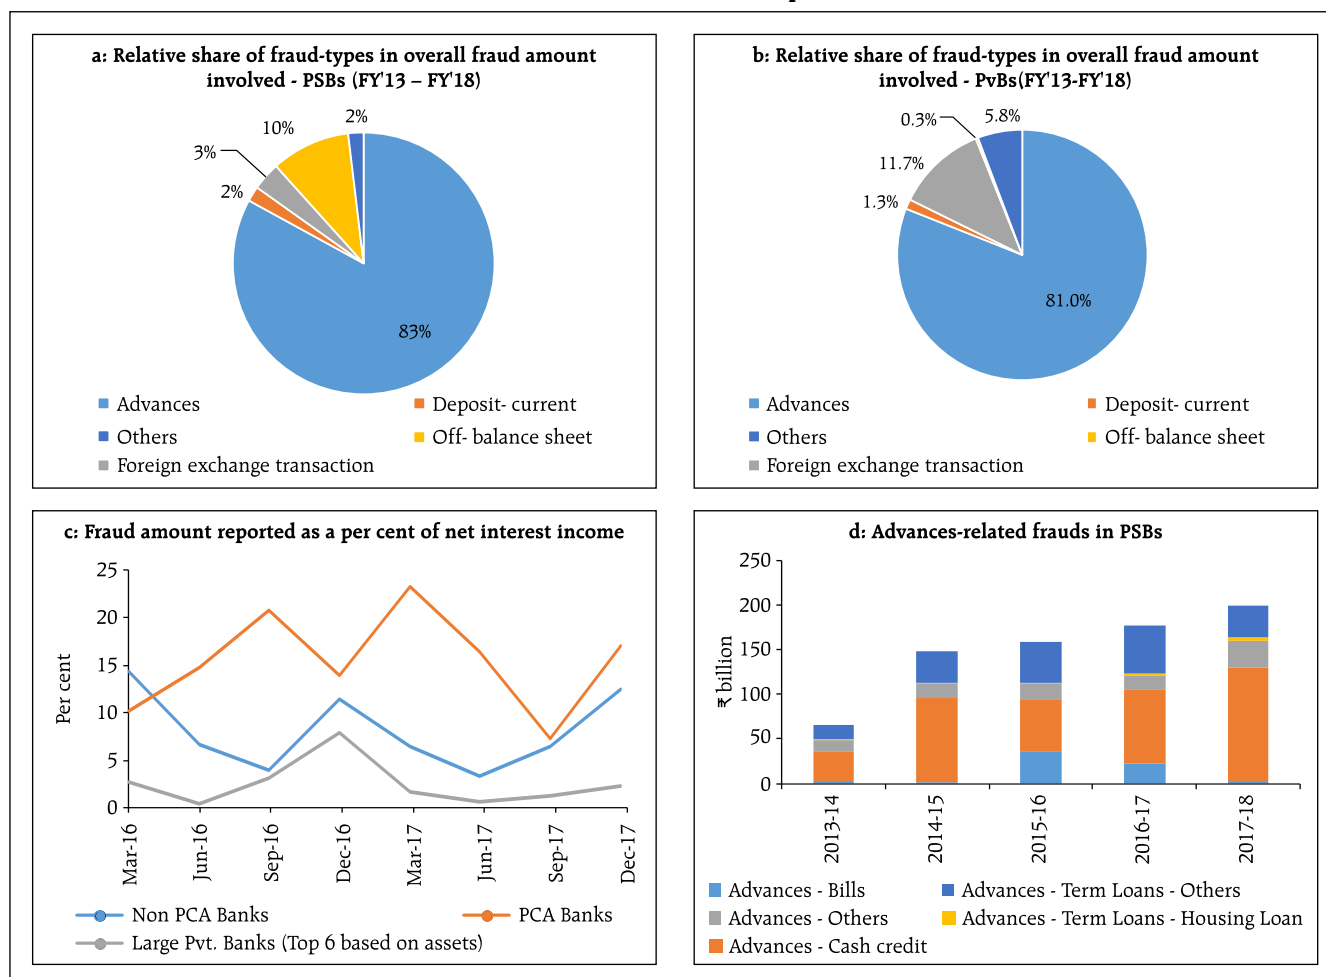 a: Relative share of fraud-types in overall fraud amount
involved - PSBs (FY'13 – FY'18)
2%
10%
3%
2%
83%
Advances
Deposit- current
Others
Off- balance sheet
Foreign exchange transaction
b: Relative share of fraud-types in overall fraud amount
involved - PvBs(FY'13-FY'18)
0.3%
5.8%
11.7%
1.3%
81.0%
Advances
Deposit- current
Others
Off- balance sheet
Foreign exchange transaction
c: Fraud amount reported as a per cent of net interest income
Per cent
25
20
15
10
5
0
Mar-16
Jun-16
Sep-16
Dec-16
Mar-17
Jun-17
Sep-17
Dec-17
Non PCA Banks
PCA Banks
Large Pvt. Banks (Top 6 based on assets)
d: Advances-related frauds in PSBs
₹ billion
250
200
150
100
50
0
2013-14
2014-15
2015-16
2016-17
2017-18
Advances - Bills
Advances - Term Loans - Others
Advances - Others
Advances - Term Loans - Housing Loan
Advances - Cash credit